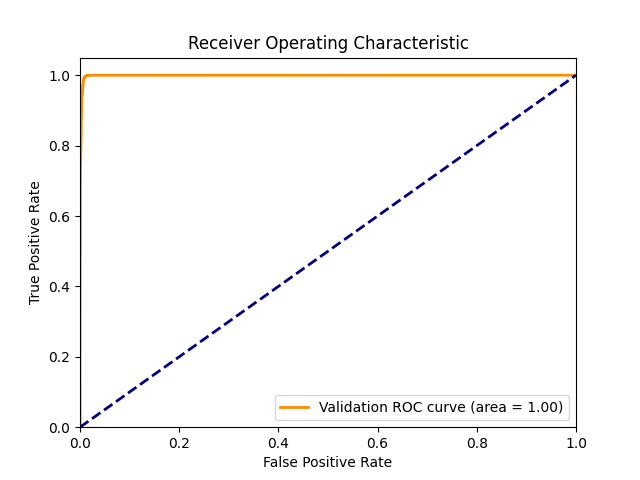 Receiver Operating Characteristic
True Positive Rate
1.0
0.8
0.6
0.4
0.2
0.0
Validation ROC curve (area = 1.00)
0.0 0.2 0.4 0.6 0.8 1.0
False Positive Rate